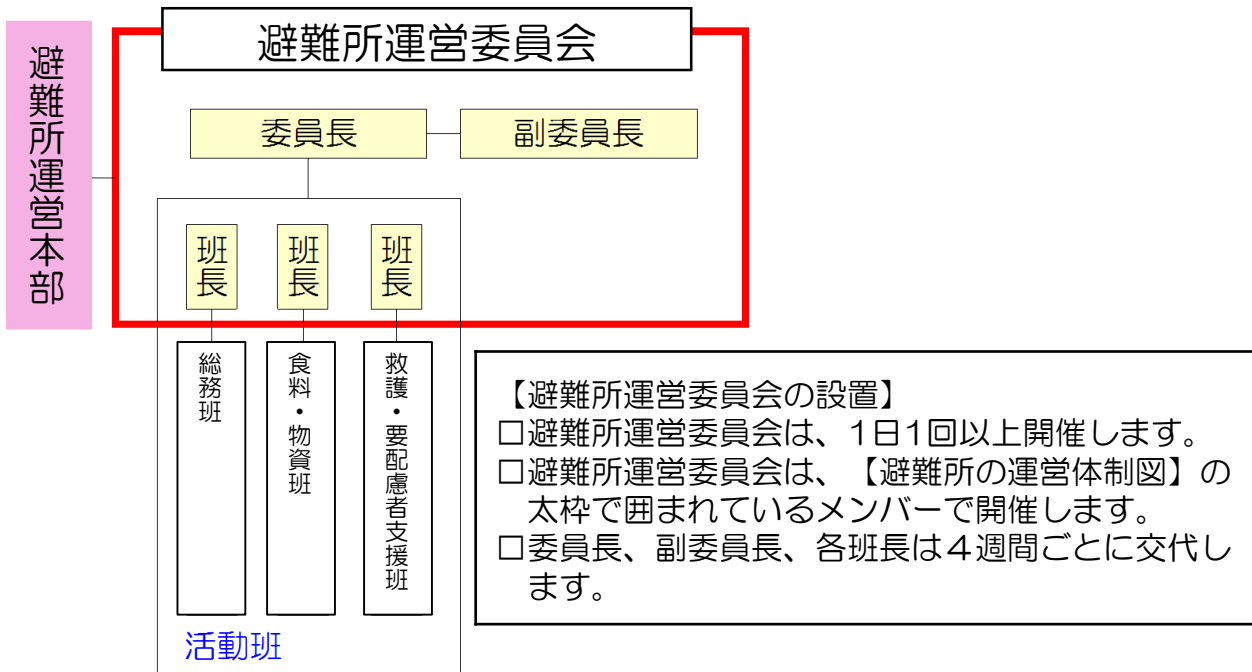 避難所運営本部
避難所運営委員会
委員長
副委員長
班長
班長
班長
総務班
食料・物資班
救護・要配慮者支援班
活動班
【避難所運営委員会の設置】
□避難所運営委員会は、1日1回以上開催します。
□避難所運営委員会は、【避難所の運営体制図】の
太枠で囲まれているメンバーで開催します。
□委員長、副委員長、各班長は４週間ごとに交代し
ます。